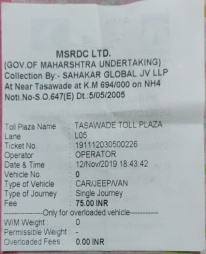 MSRDC LTD.
(GOV.OF MAHARSHTRA UNDERTAKING)
Collection By:- SAHAKAR GLOBAL JV LLP
At Near Tasawade at K.M 694/000 on NH4
Noti.No-S.O.647(E) Dt.:5/05/2005
Toll Plaza Name : TASAWADE TOLL PLAZA
Lane : L05
Ticket No. : 191112030500226
Operator : OPERATOR
Date & Time : 12/Nov/2019 18:43:42
Vehicle No. : 0
Type of Vehicle : CAR/JEEP/VAN
Type of Journey : Single Journey
Fee : 75.00 INR
---------------Only for overloaded vehicle---------------
WIM Weight : 0
Permissible Weight : -
Overloaded Fees : 0.00 INR